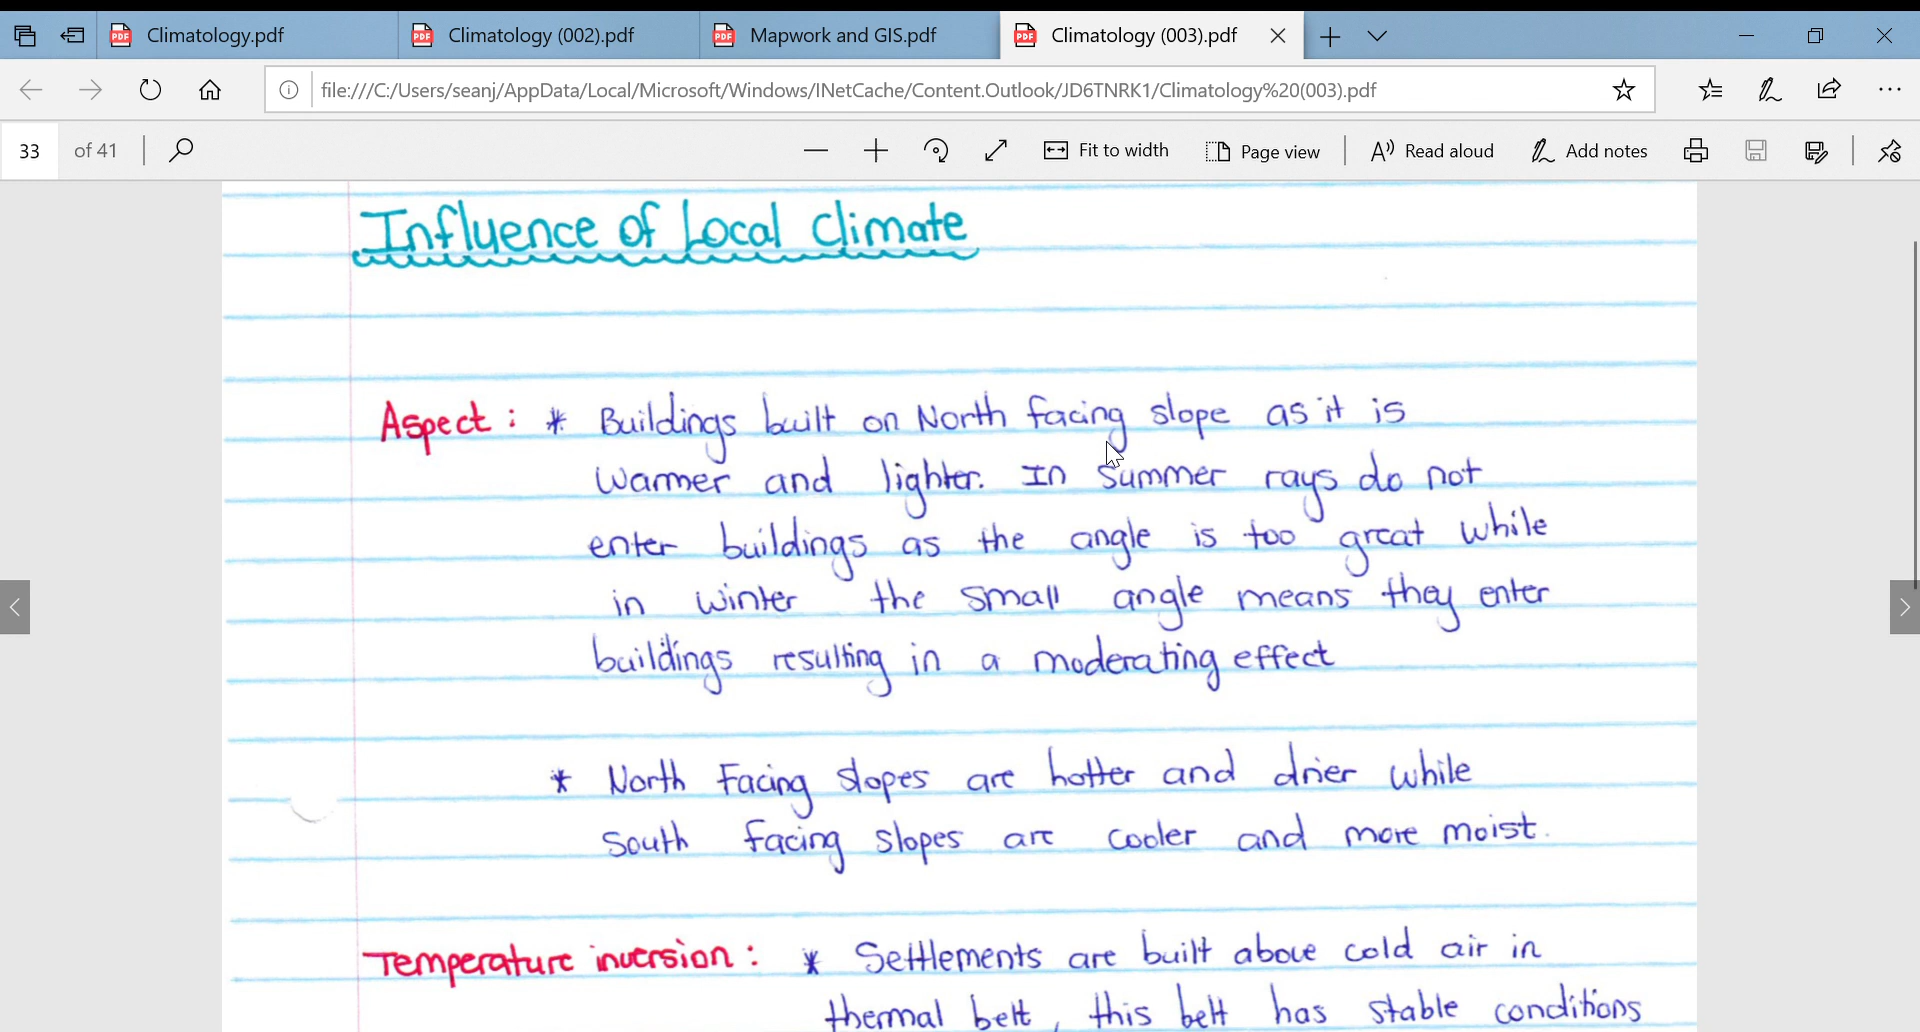 Climatology.pdf
Climatology (002).pdf
Mapwork and GIS.pdf
Climatology (003).pdf
file:///C:/Users/seanj/AppData/Local/Microsoft/Windows/INetCache/Content.Outlook/JD6TNRK1/Climatology%20(003).pdf
33 of 41
Fit to width
Page view
Read aloud
Add notes
Influence of Local Climate
Aspect : * Buildings built on North facing slope as it is
warmer and lighter. In Summer rays do not
enter buildings as the angle is too great while
in winter the small angle means they enter
buildings resulting in a moderating effect
* North Facing slopes are hotter and drier while
South facing slopes are cooler and more moist.
Temperature inversion : * Settlements are built above cold air in
thermal belt, this belt has stable conditions